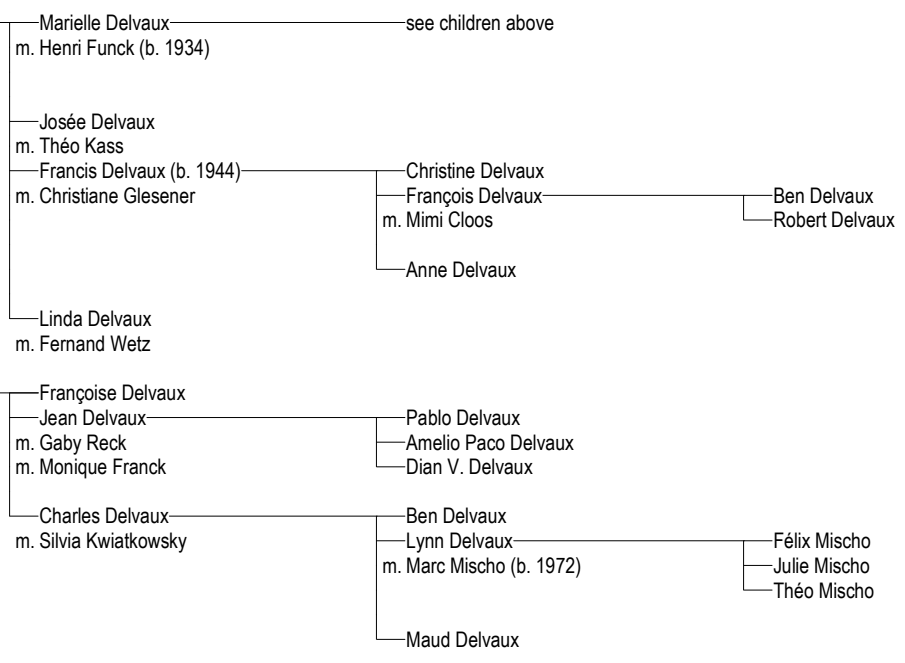 Marielle Delvaux see children above
m. Henri Funck (b. 1934)
Josée Delvaux
m. Théo Kass
Francis Delvaux (b. 1944) Christine Delvaux
m. Christiane Glesener François Delvaux Ben Delvaux
m. Mimi Cloos Robert Delvaux
Anne Delvaux
Linda Delvaux
m. Fernand Wetz
Françoise Delvaux
Jean Delvaux Pablo Delvaux
m. Gaby Reck Amelio Paco Delvaux
m. Monique Franck Dian V. Delvaux
Charles Delvaux Ben Delvaux
m. Silvia Kwiatkowsky Lynn Delvaux Félix Mischo
m. Marc Mischo (b. 1972) Julie Mischo
Théo Mischo
Maud Delvaux